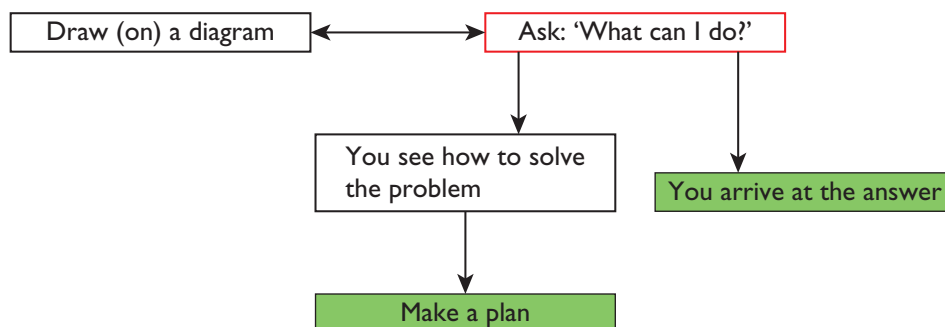 Draw (on) a diagram
Ask: ‘What can I do?’
You see how to solve
the problem
You arrive at the answer
Make a plan